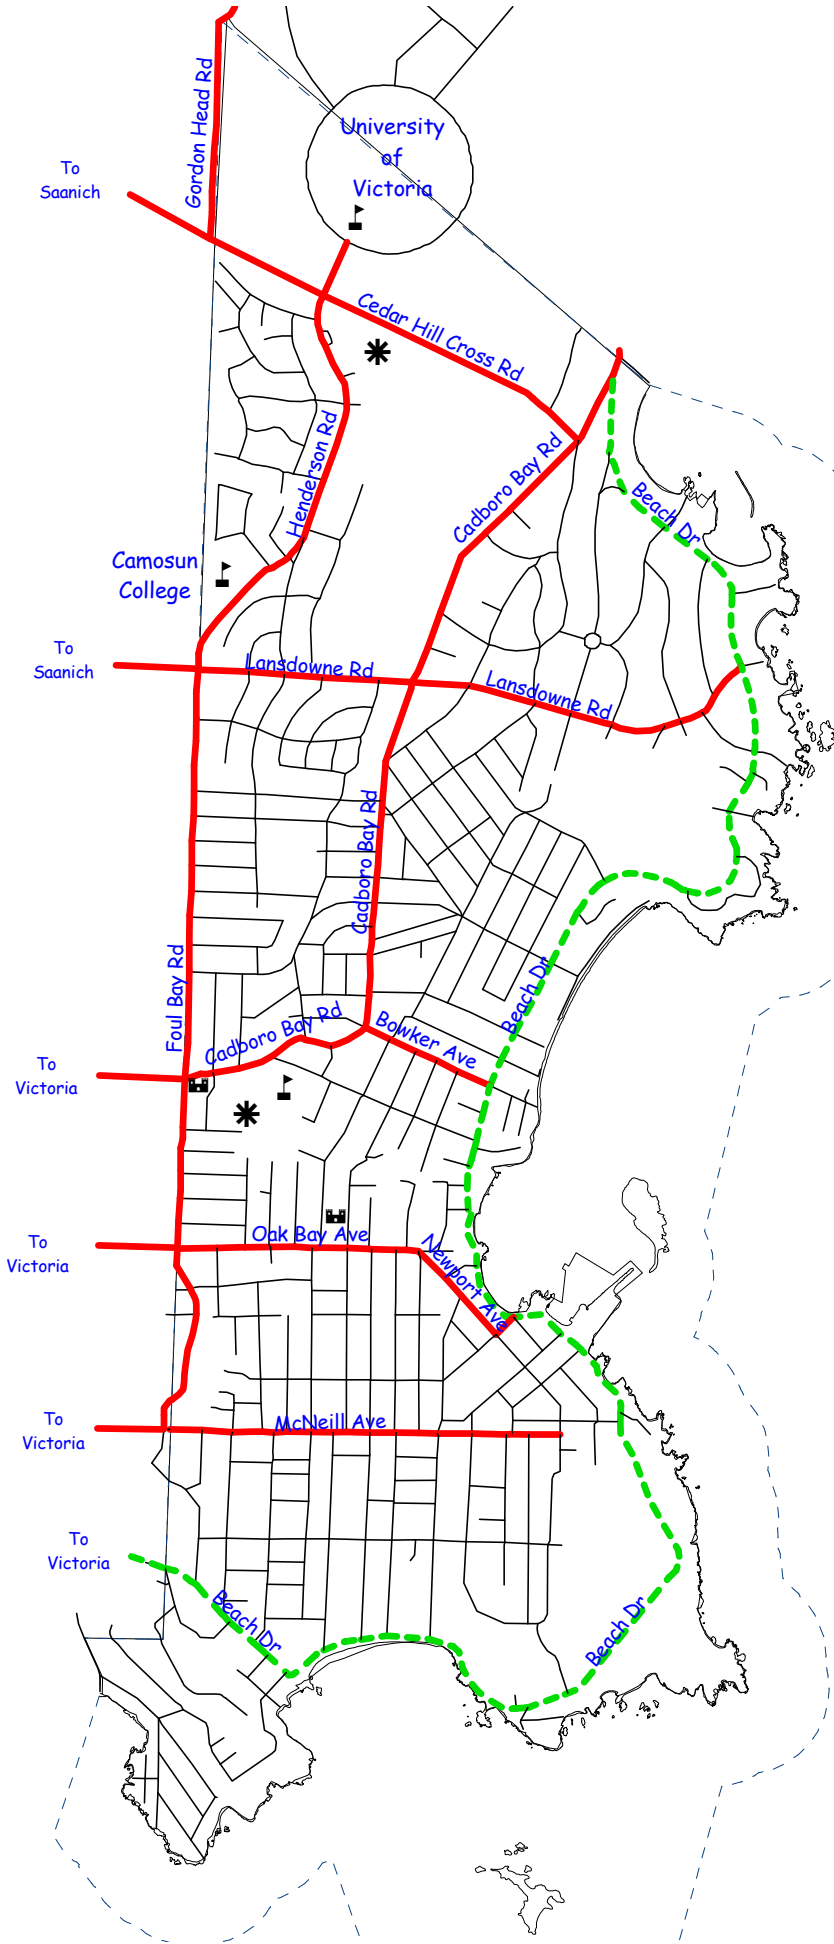 Gordon Head Rd
University
of
Victoria
To
Saanich
Cedar Hill Cross Rd
Henderson Rd
Cadboro Bay Rd
Beach Dr
Camosun
College
To
Saanich
Lansdowne Rd
Lansdowne Rd
Cadboro Bay Rd
Foul Bay Rd
Beach Dr
Cadboro Bay Rd
Bowker Ave
To
Victoria
Oak Bay Ave
Newport Ave
To
Victoria
McNeill Ave
To
Victoria
To
Victoria
Beach Dr
Beach Dr